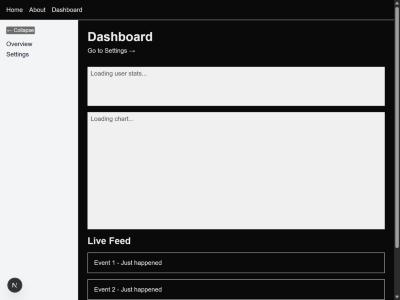 Home About Dashboard
← Collapse
Overview
Settings
Dashboard
Go to Settings →
Loading user stats...
Loading chart...
Live Feed
Event 1 - Just happened
Event 2 - Just happened
N